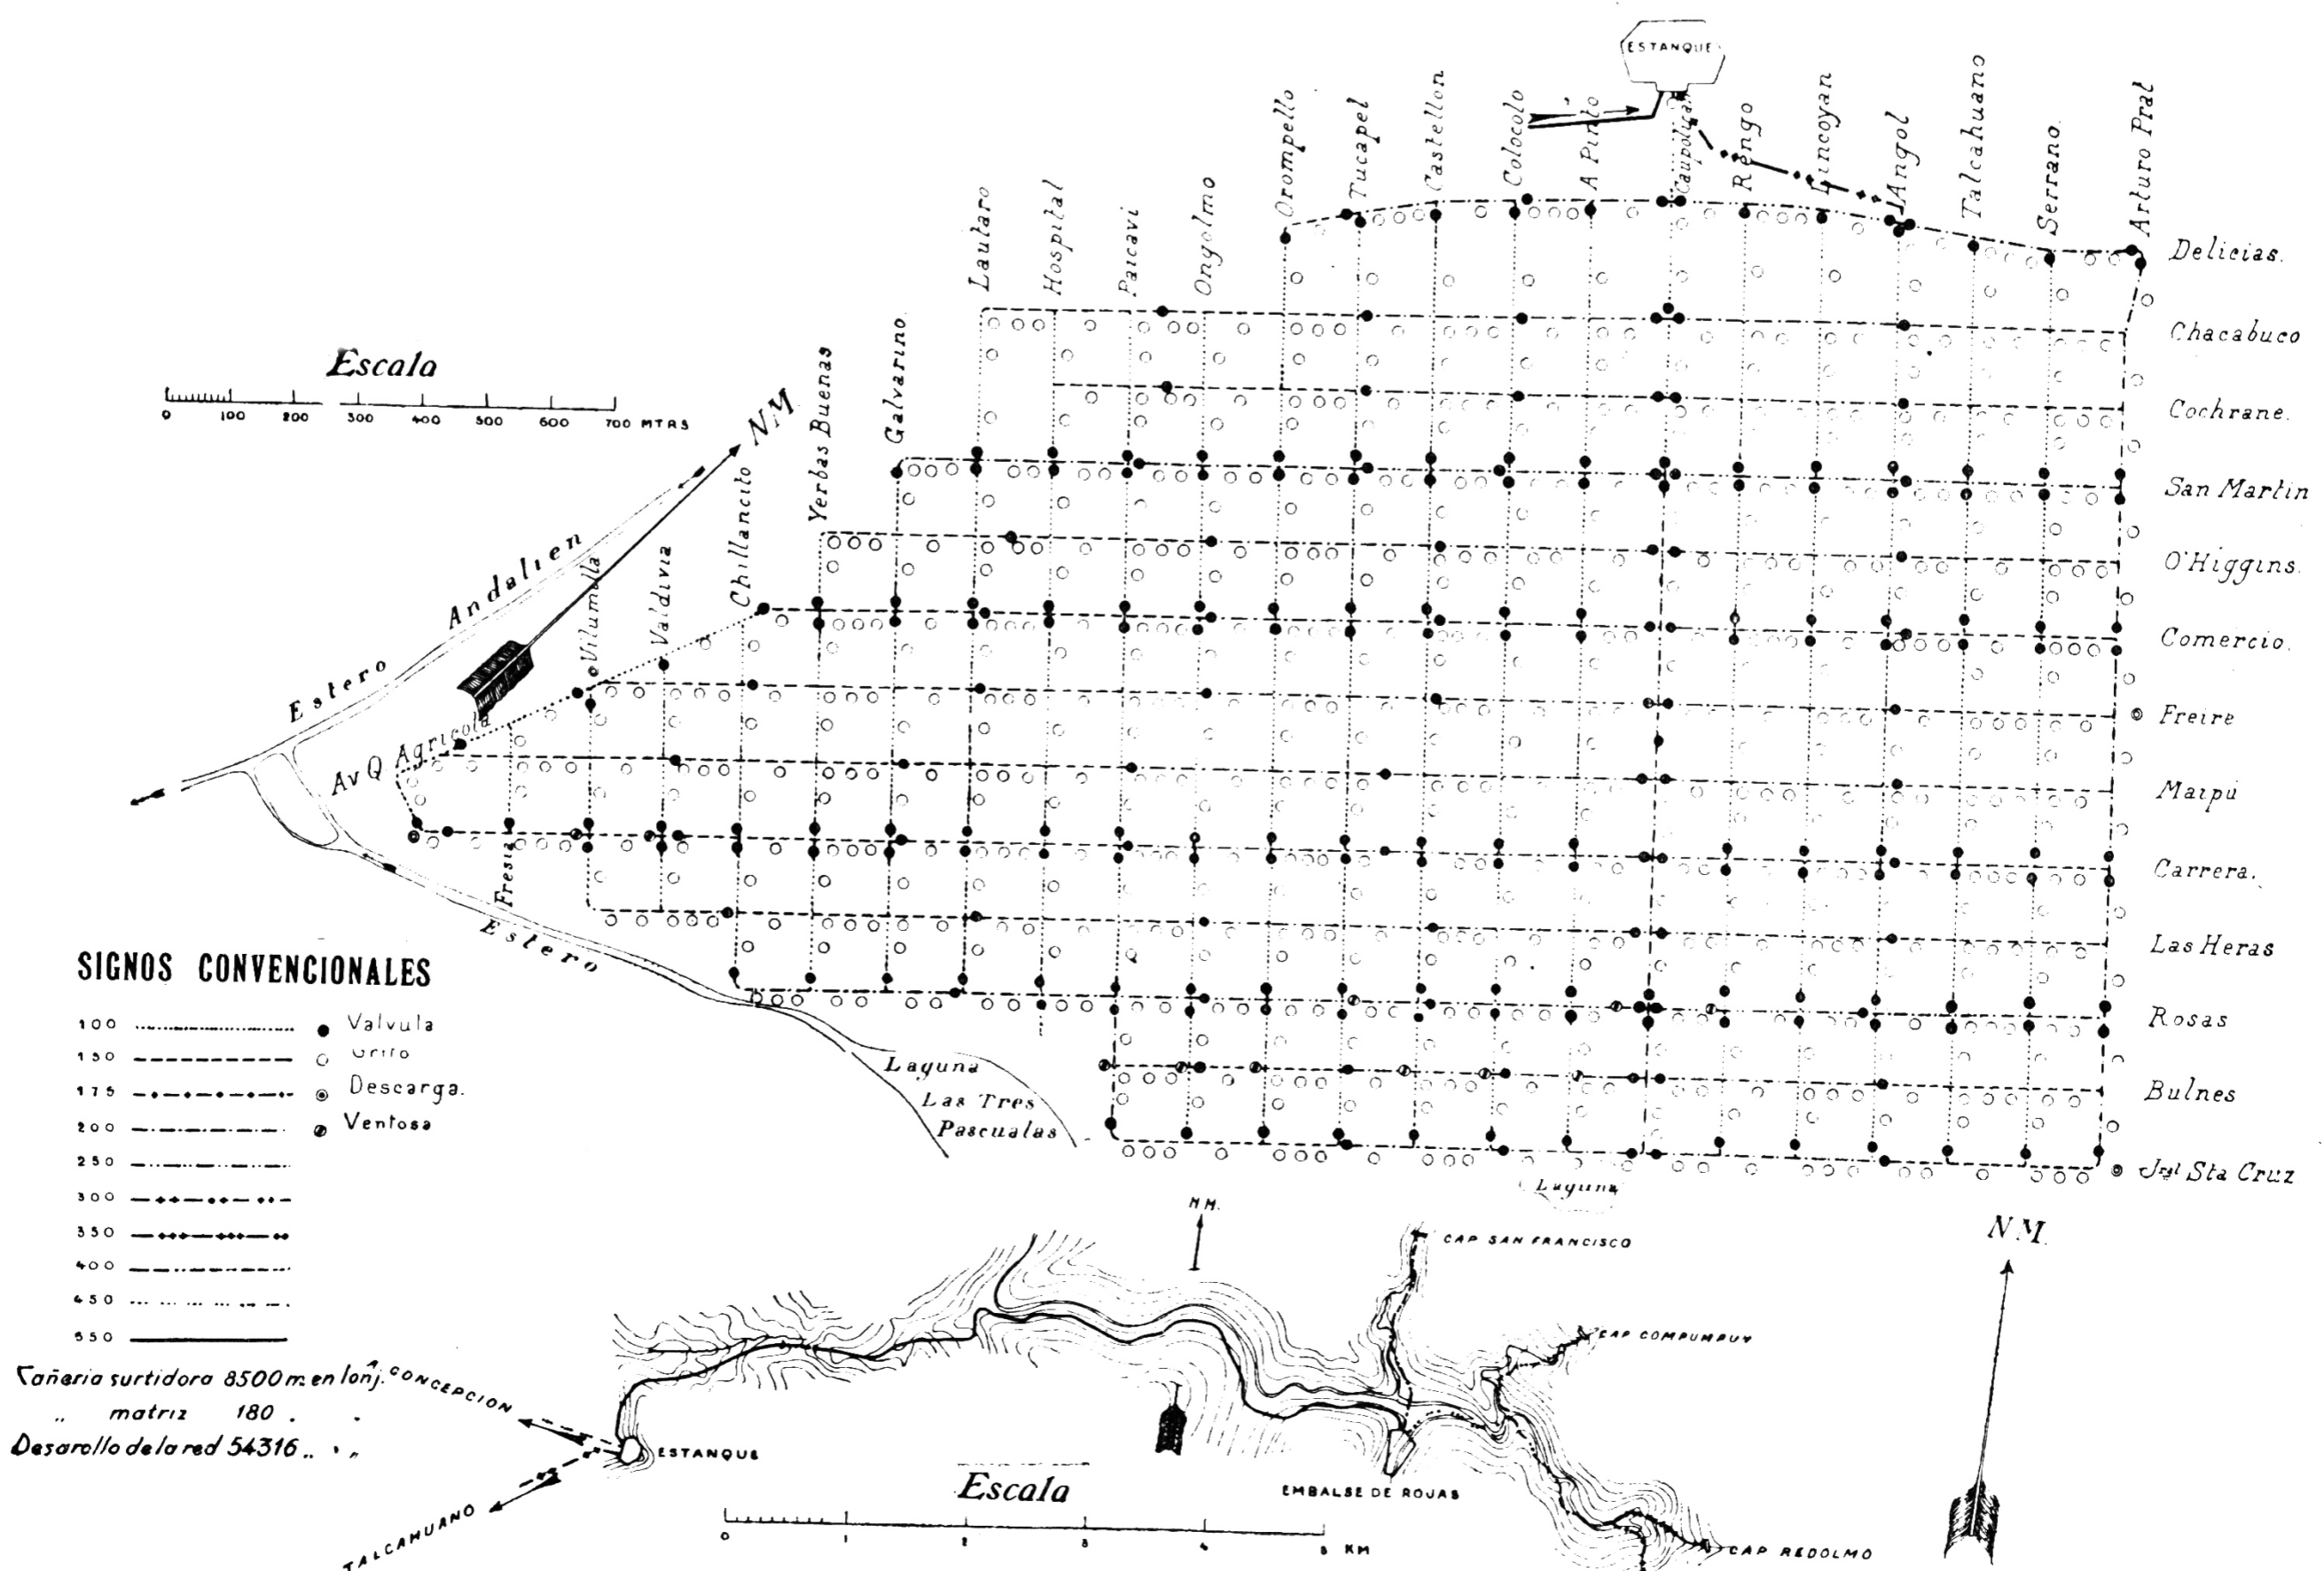 ESTANQUE
Orompello
Tucapel
Castellon
Colocolo
A Pinto
Caupolican
Rengo
Lincoyan
Angol
Talcahuano
Serrano.
Arturo Prat
Lautaro
Hospital
Paicavi
Ongolmo
Galvarino.
Yerbas Buenas
Chillancito
Valdivia
Vilumilla
Fresia
Av Q Agricola
Delicias.
Chacabuco
Cochrane.
San Martin
O'Higgins.
Comercio.
Freire
Maipú
Carrera.
Las Heras
Rosas
Bulnes
Jnl Sta Cruz
Escala
0 100 200 300 400 500 600 700 MTRS
NM
Estero Andalien
Estero
Laguna
Las Tres
Pascualas
Laguna
SIGNOS CONVENCIONALES
100 Valvula
150 Grifo
175 Descarga.
200 Ventosa
250
300
350
400
450
550
Cañeria surtidora 8500 m. en lonj.
„ matriz 180 . .
Desarollo de la red 54316 „ . „
CONCEPCION
TALCAHUANO
ESTANQUE
N.M.
CAP SAN FRANCISCO
CAP COMPUMPUY
EMBALSE DE ROJAS
CAP REDOLMO
Escala
0 1 2 3 4 5 KM
N.M.